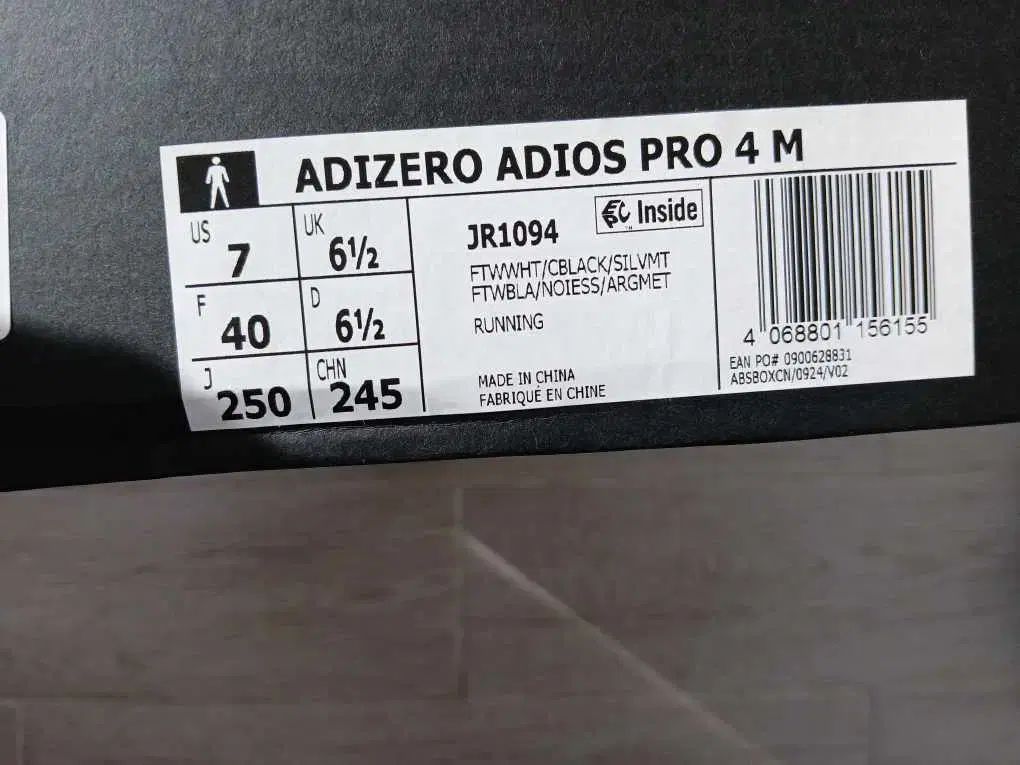 ADIZERO ADIOS PRO 4 M
US 7
UK 6½
F 40
D 6½
J 250
CHN 245
JR1094
EPC Inside
TM
FTWWHT/CBLACK/SILVMT
FTWBLA/NOIESS/ARGMET
RUNNING
MADE IN CHINA
FABRIQUÉ EN CHINE
4 068801 156155
EAN PO# 0900628831
ABSBOXCN/0924/V02